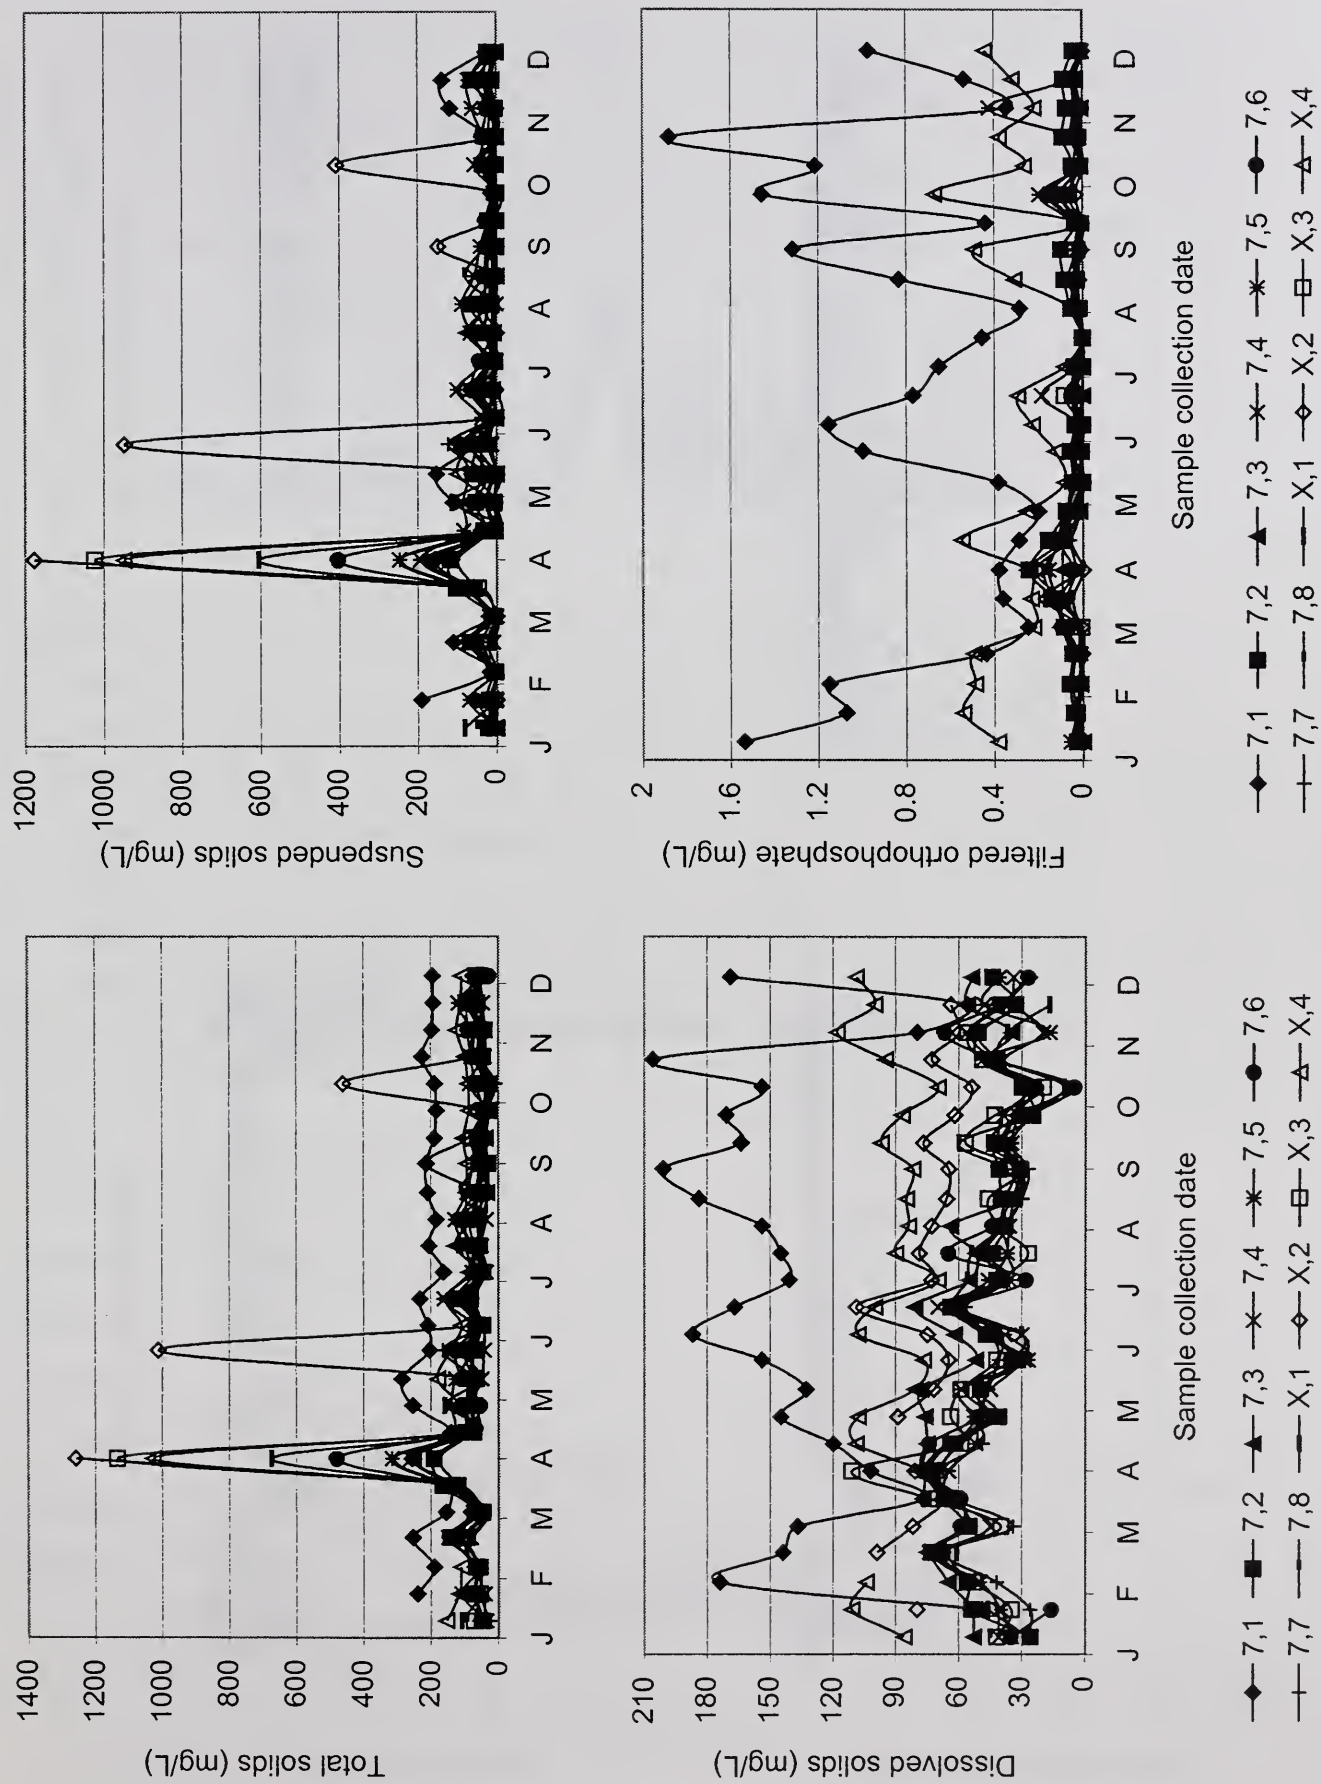 Total solids (mg/L)
1400
1200
1000
800
600
400
200
0
J F M A M J J A S O N D
Suspended solids (mg/L)
1200
1000
800
600
400
200
0
J F M A M J J A S O N D
Dissolved solids (mg/L)
210
180
150
120
90
60
30
0
J F M A M J J A S O N D
Sample collection date
Filtered orthophosphate (mg/L)
2
1.6
1.2
0.8
0.4
0
J F M A M J J A S O N D
Sample collection date
7,1 7,2 7,3 7,4 7,5 7,6
7,7 7,8 X,1 X,2 X,3 X,4
7,1 7,2 7,3 7,4 7,5 7,6
7,7 7,8 X,1 X,2 X,3 X,4